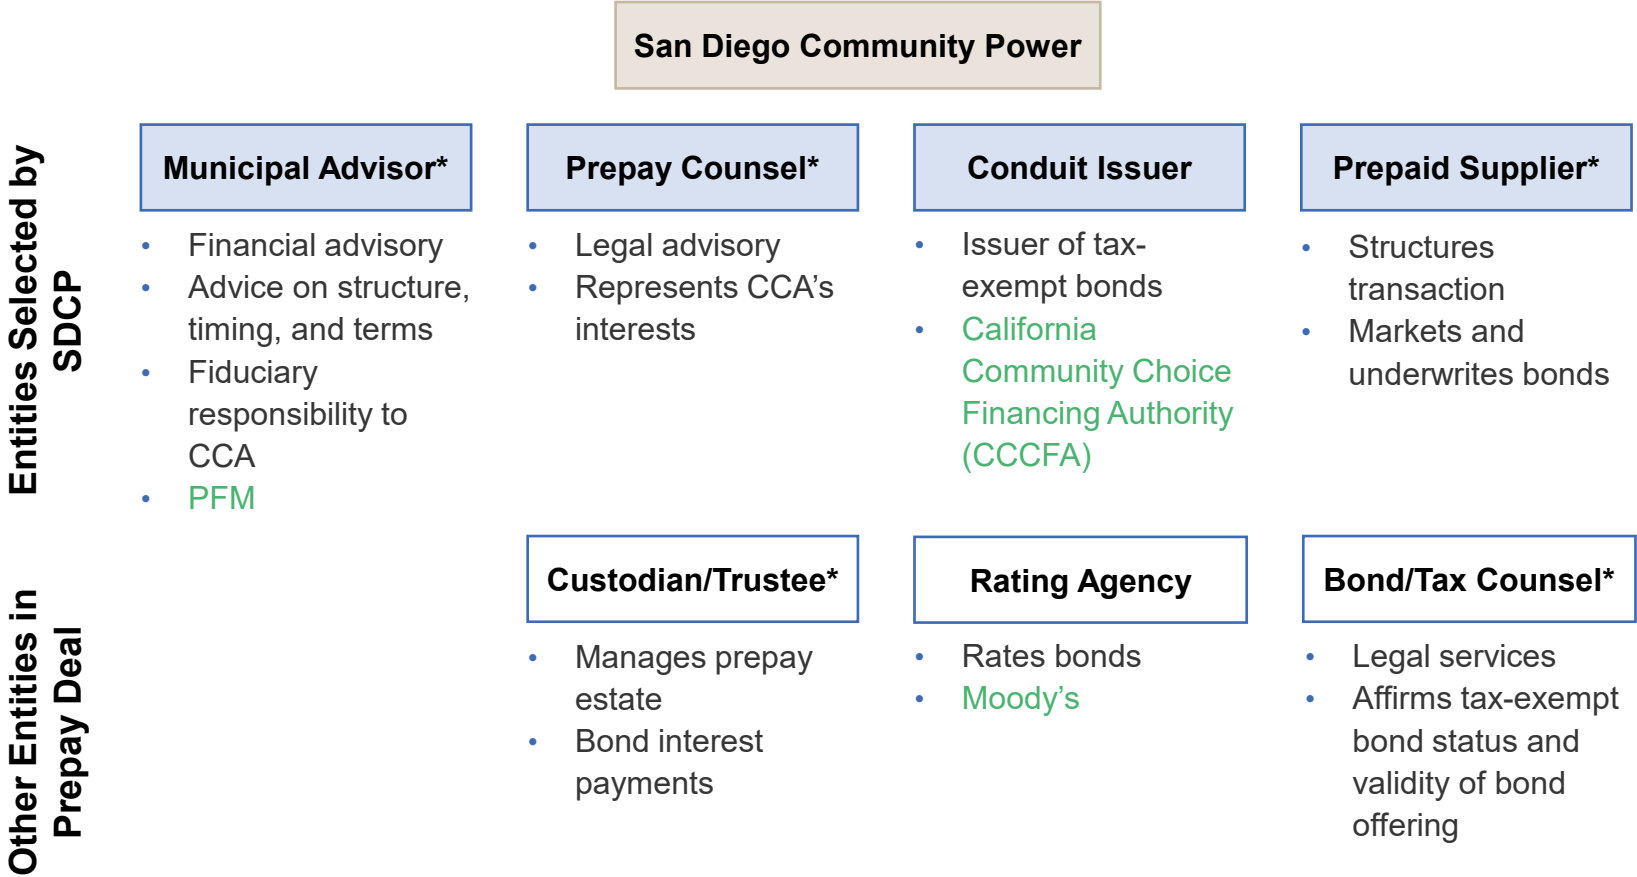 San Diego Community Power
Entities Selected by
SDCP
Municipal Advisor*
• Financial advisory
• Advice on structure,
timing, and terms
• Fiduciary
responsibility to
CCA
• PFM
Prepay Counsel*
• Legal advisory
• Represents CCA’s
interests
Conduit Issuer
• Issuer of tax-
exempt bonds
• California
Community Choice
Financing Authority
(CCCFA)
Prepaid Supplier*
• Structures
transaction
• Markets and
underwrites bonds
Other Entities in
Prepay Deal
Custodian/Trustee*
• Manages prepay
estate
• Bond interest
payments
Rating Agency
• Rates bonds
• Moody’s
Bond/Tax Counsel*
• Legal services
• Affirms tax-exempt
bond status and
validity of bond
offering